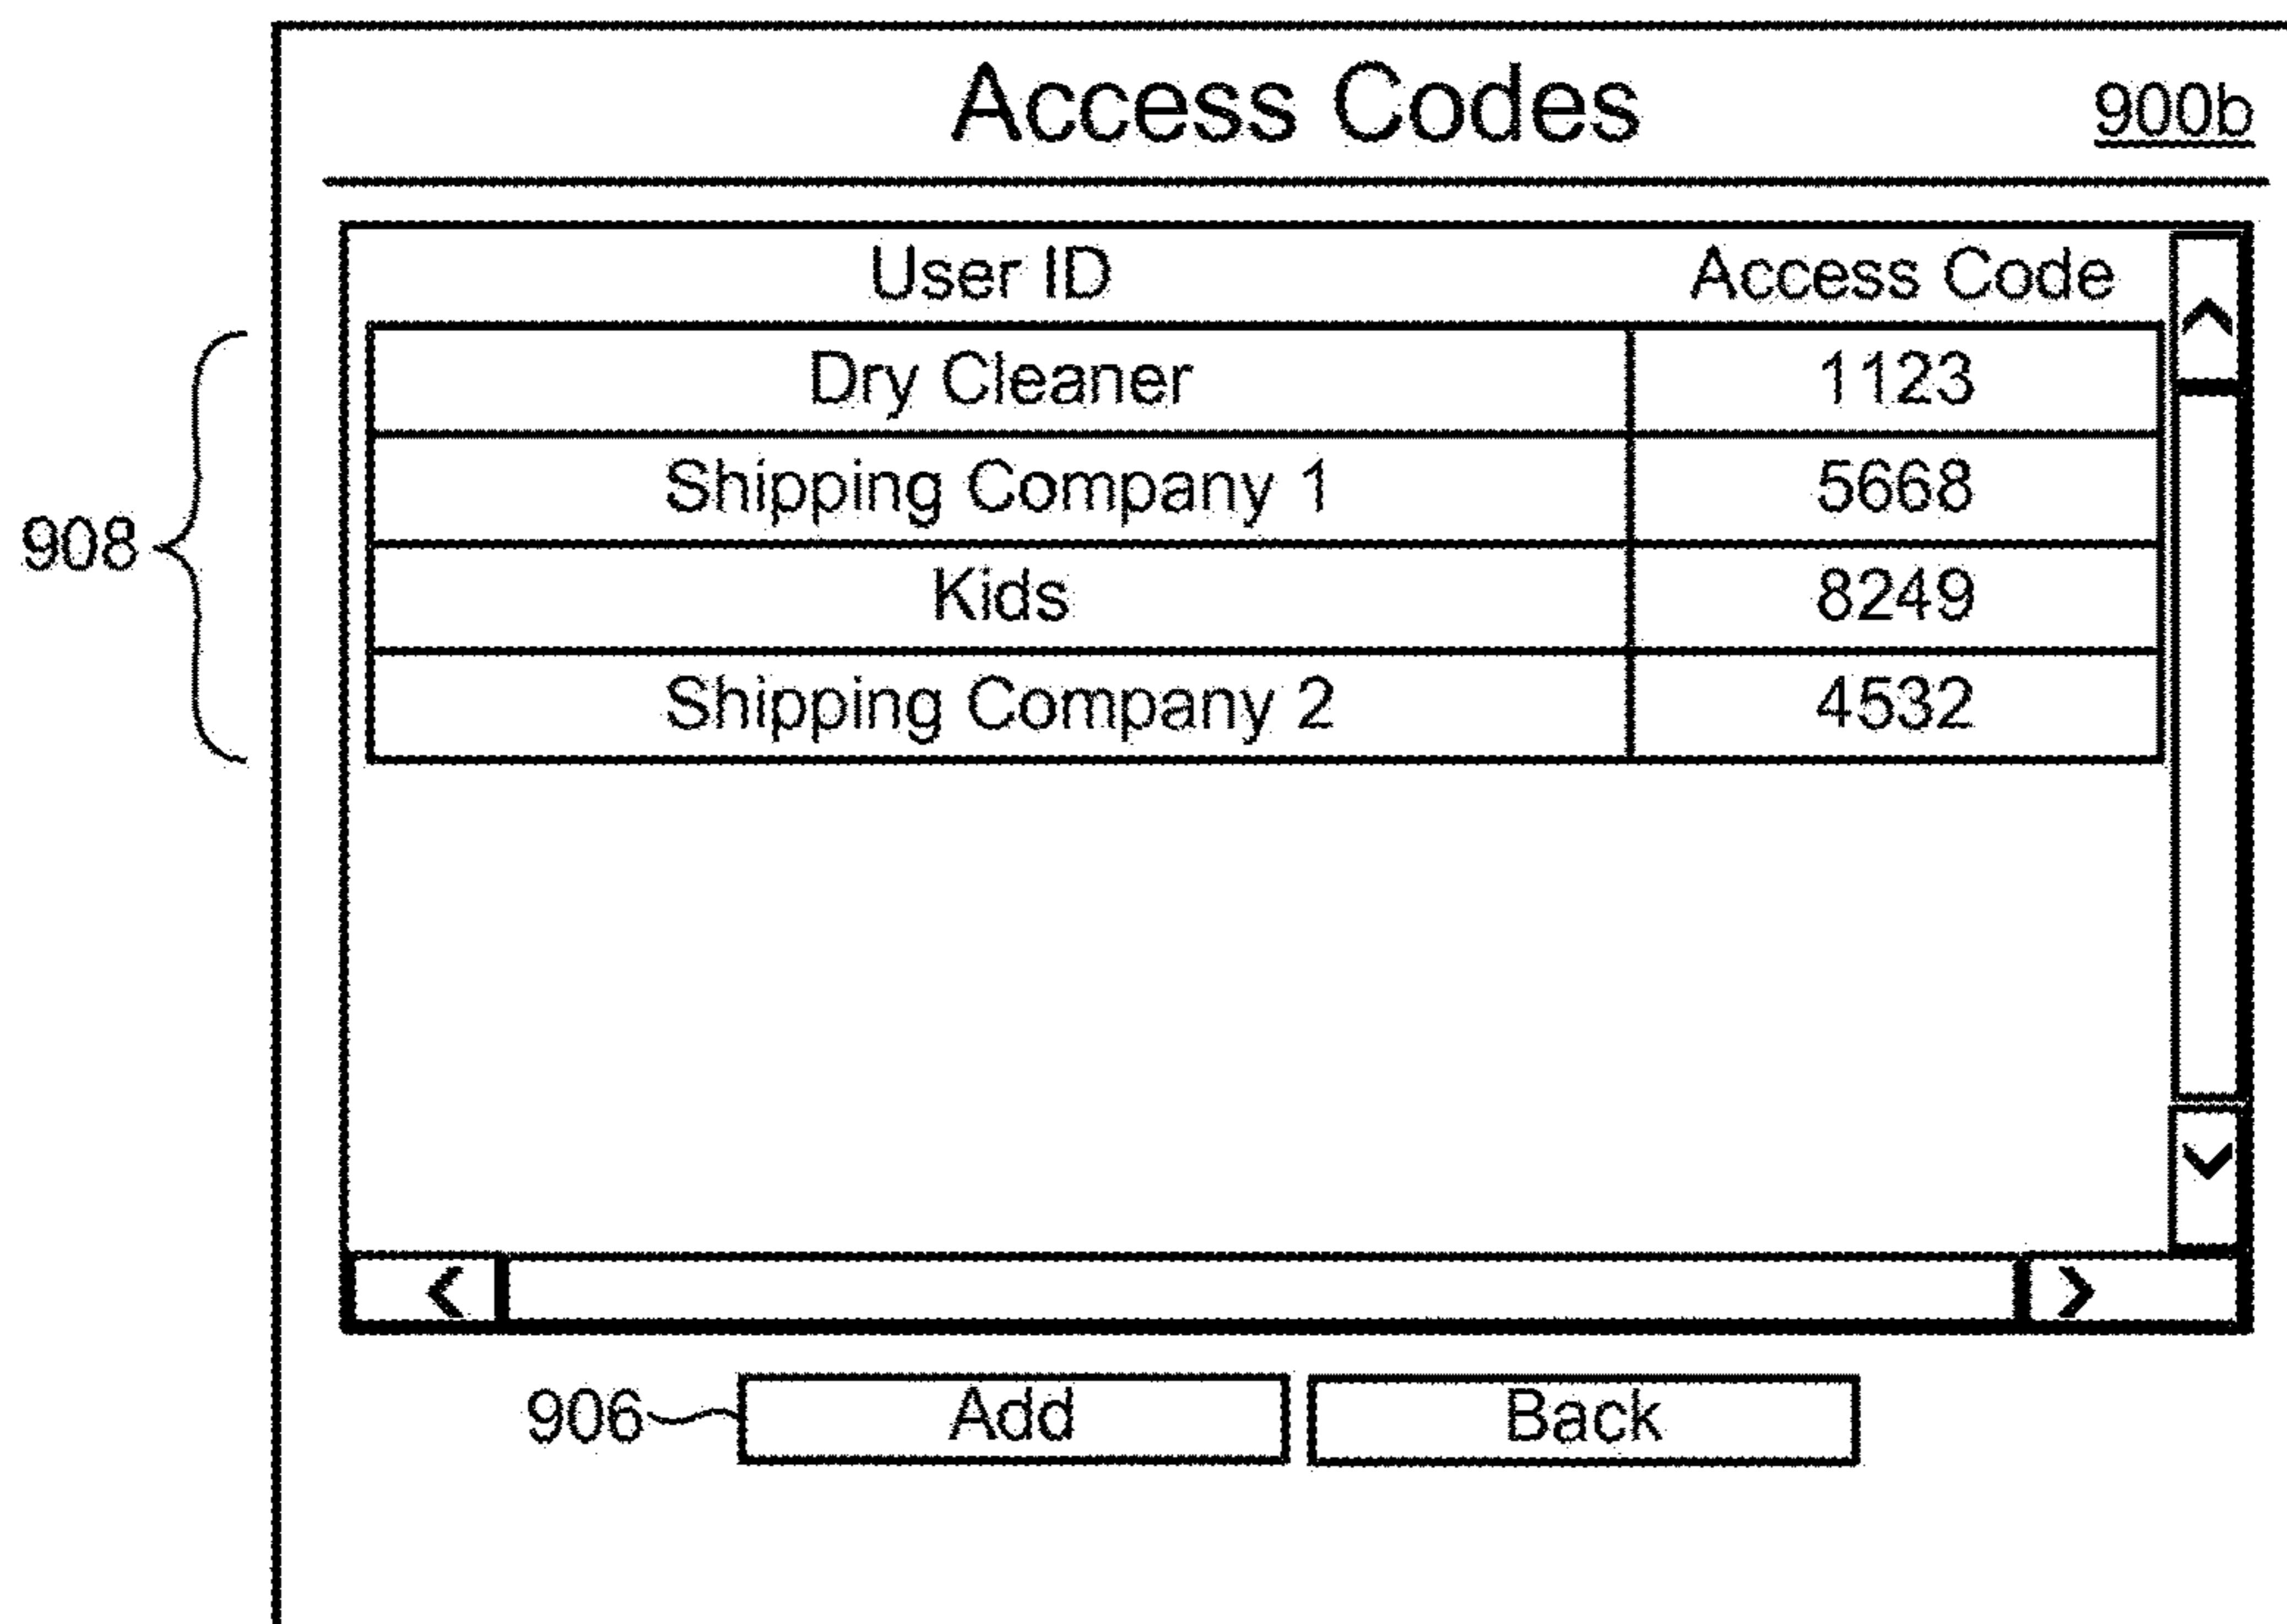 Access Codes 900b
User ID Access Code
Dry Cleaner 1123
Shipping Company 1 5668
908
Kids 8249
Shipping Company 2 4532
906 Add Back